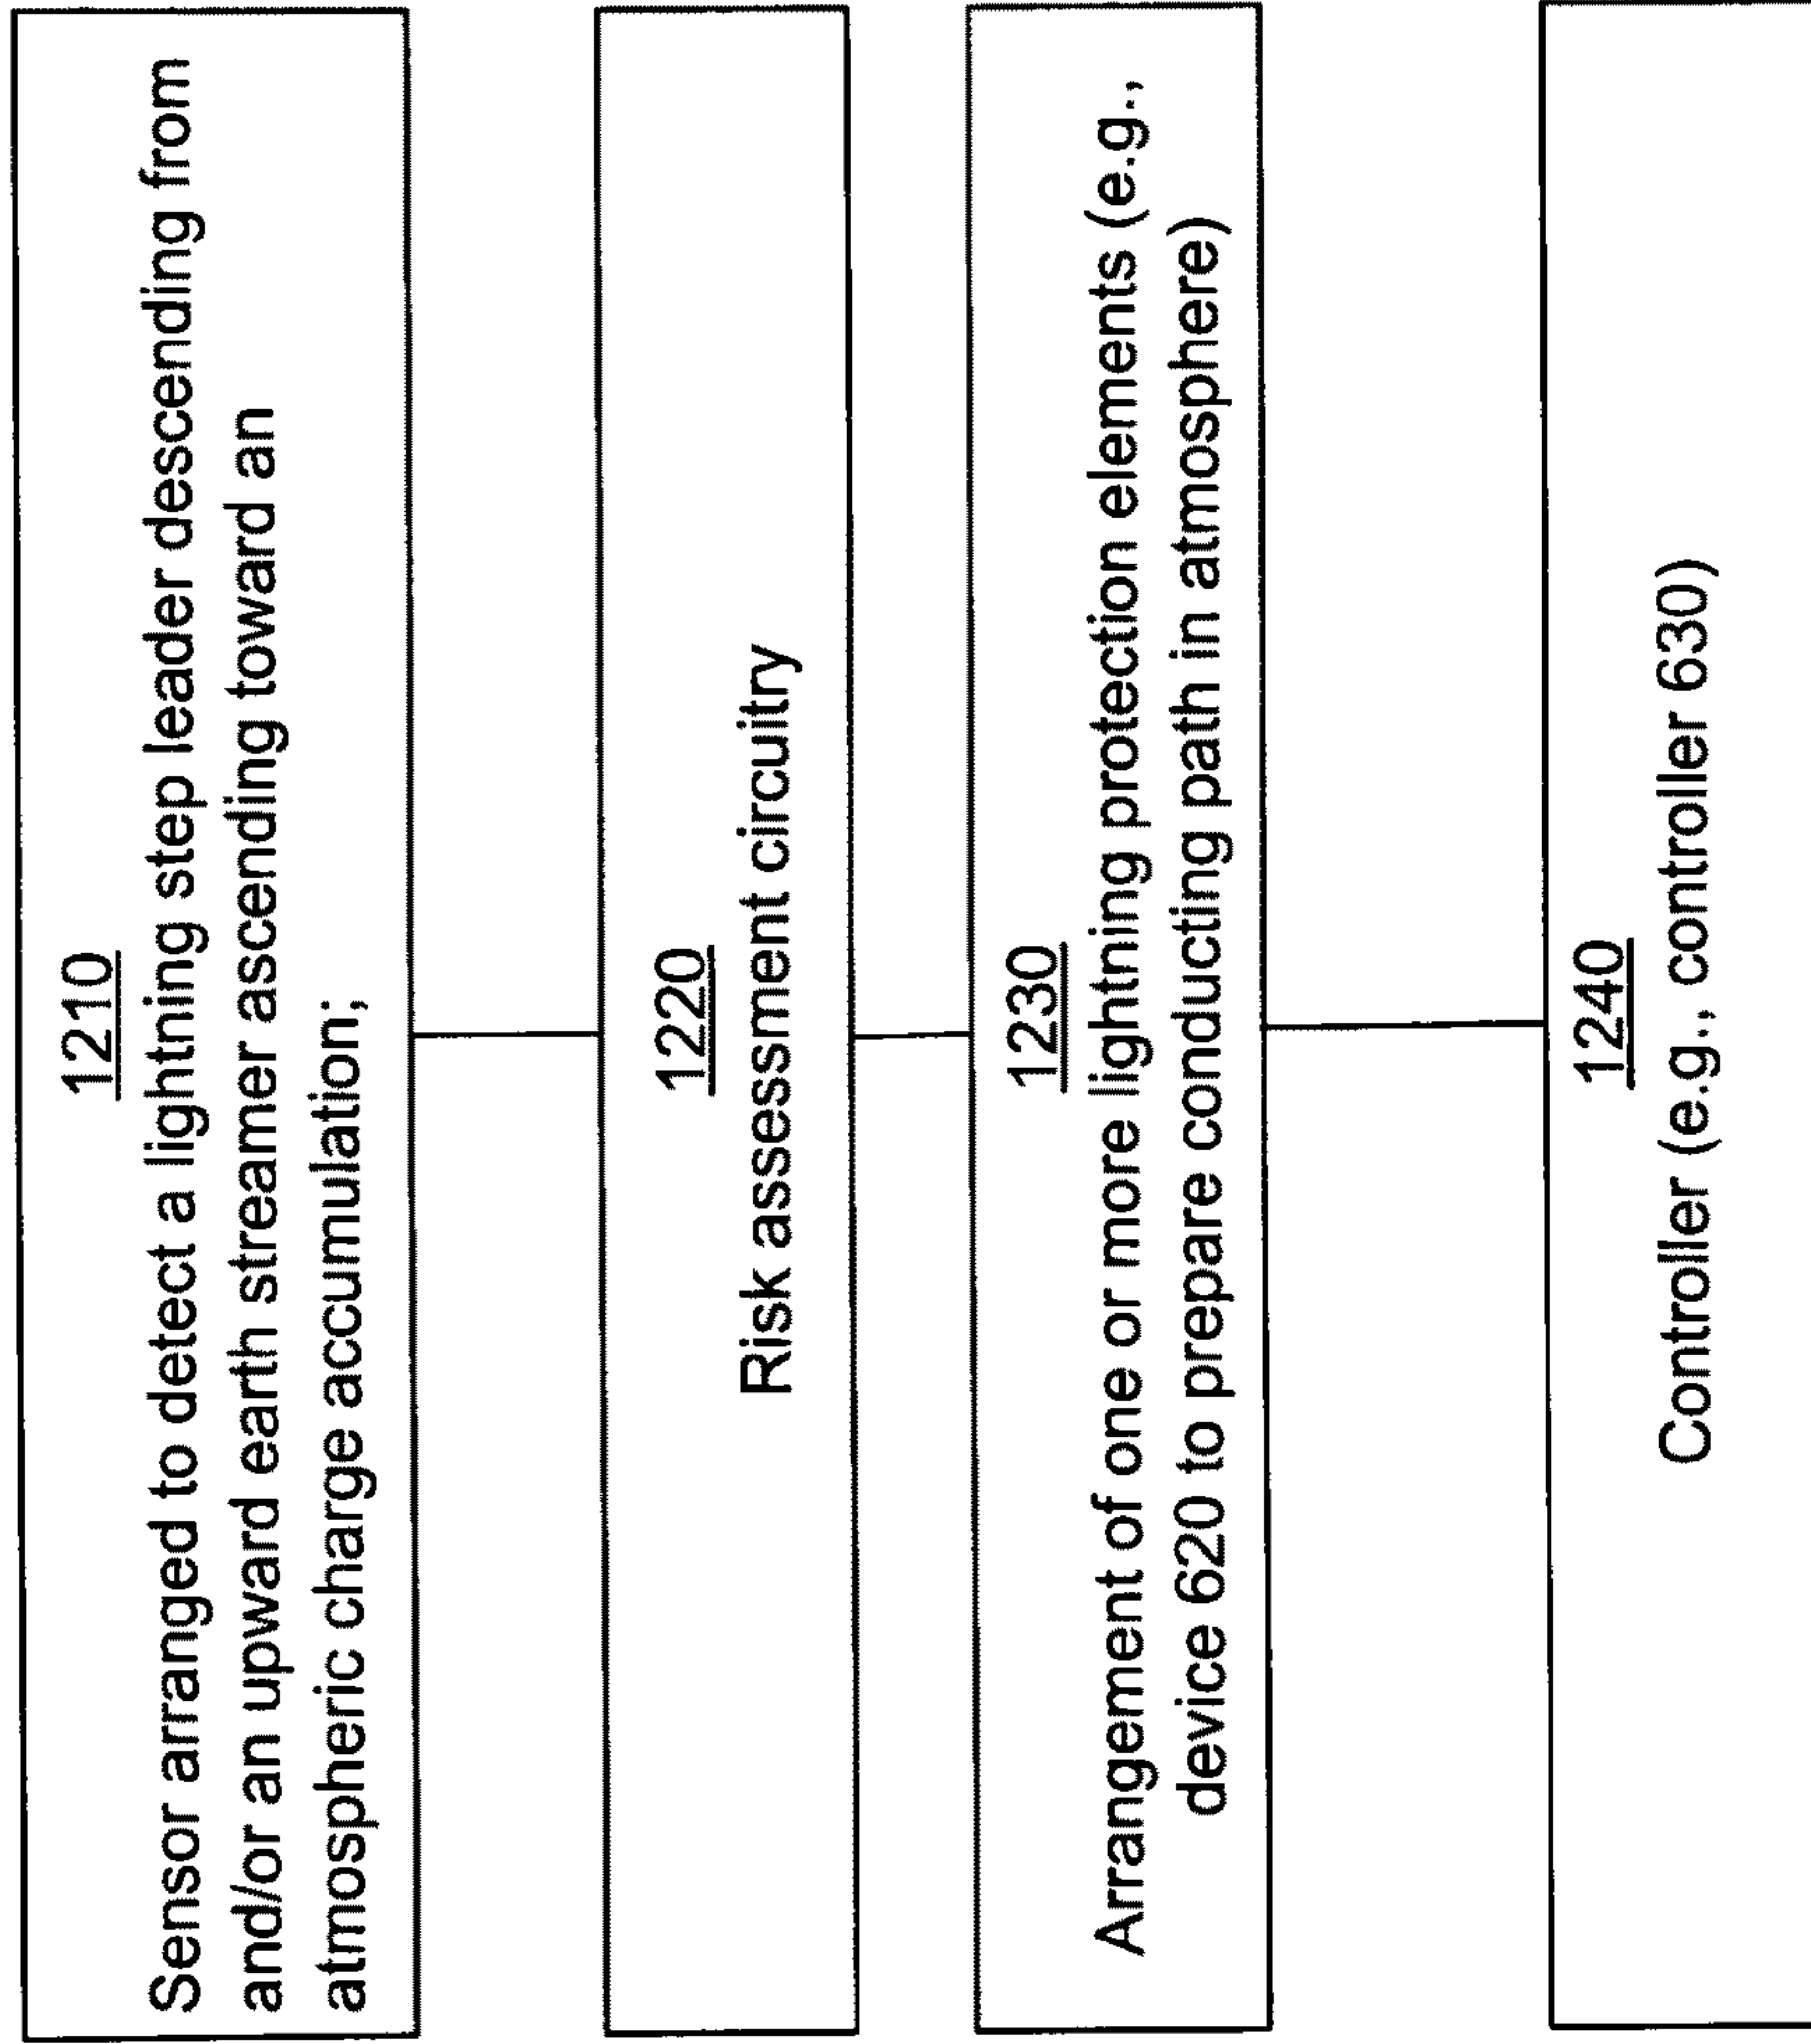 1210
Sensor arranged to detect a lightning step leader descending from
and/or an upward earth streamer ascending toward an
atmospheric charge accumulation;
1220
Risk assessment circuitry
1230
Arrangement of one or more lightning protection elements (e.g.,
device 620 to prepare conducting path in atmosphere)
1240
Controller (e.g., controller 630)